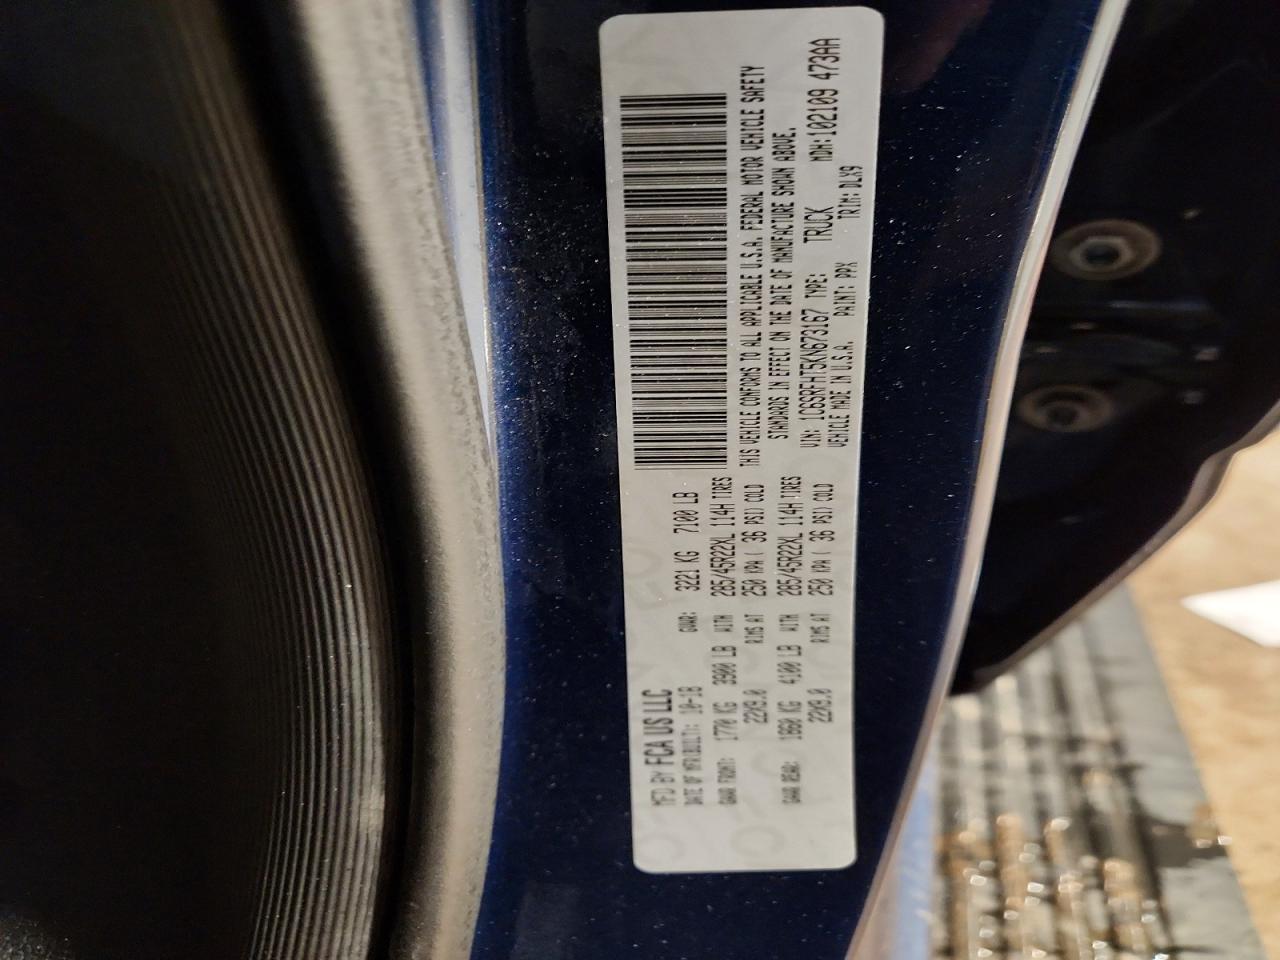 MFD BY FCA US LLC
DATE OF MFR/BUILT: 10-18 GVWR: 3221 KG 7100 LB
GAWR FRONT: 1770 KG 3900 LB WITH 285/45R22XL 114H TIRES
22X9.0 RIMS AT 250 KPA ( 36 PSI) COLD
GAWR REAR: 1860 KG 4100 LB WITH 285/45R22XL 114H TIRES
22X9.0 RIMS AT 250 KPA ( 36 PSI) COLD
THIS VEHICLE CONFORMS TO ALL APPLICABLE U.S.A. FEDERAL MOTOR VEHICLE SAFETY
STANDARDS IN EFFECT ON THE DATE OF MANUFACTURE SHOWN ABOVE.
VIN: 1C6SRFHT5KN673167 TYPE: TRUCK MDH: 102109 473AA
VEHICLE MADE IN U.S.A. PAINT: PPX TRIM: DLX9